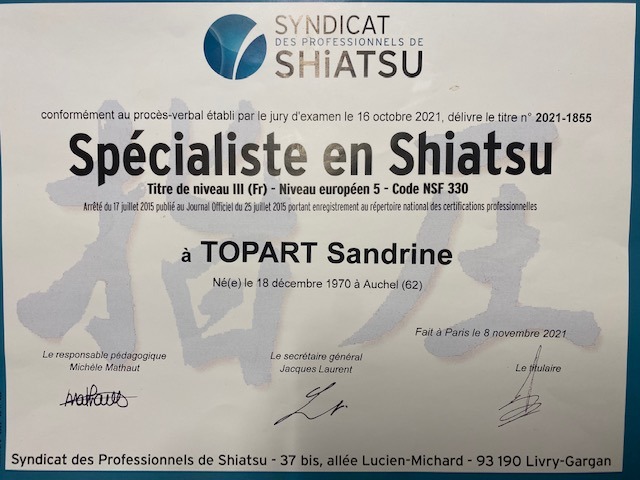 SYNDICAT
DES PROFESSIONNELS DE
SHiATSU
conformément au procès-verbal établi par le jury d'examen le 16 octobre 2021, délivre le titre n° 2021-1855
Spécialiste en Shiatsu
Titre de niveau III (Fr) - Niveau européen 5 - Code NSF 330
Arrêté du 17 juillet 2015 publié au Journal Officiel du 25 juillet 2015 portant enregistrement au répertoire national des certifications professionnelles
à TOPART Sandrine
Né(e) le 18 décembre 1970 à Auchel (62)
Fait à Paris le 8 novembre 2021
Le responsable pédagogique
Michèle Mathaut
Le secrétaire général
Jacques Laurent
Le titulaire
Mathaut
指圧
Syndicat des Professionnels de Shiatsu - 37 bis, allée Lucien-Michard - 93 190 Livry-Gargan